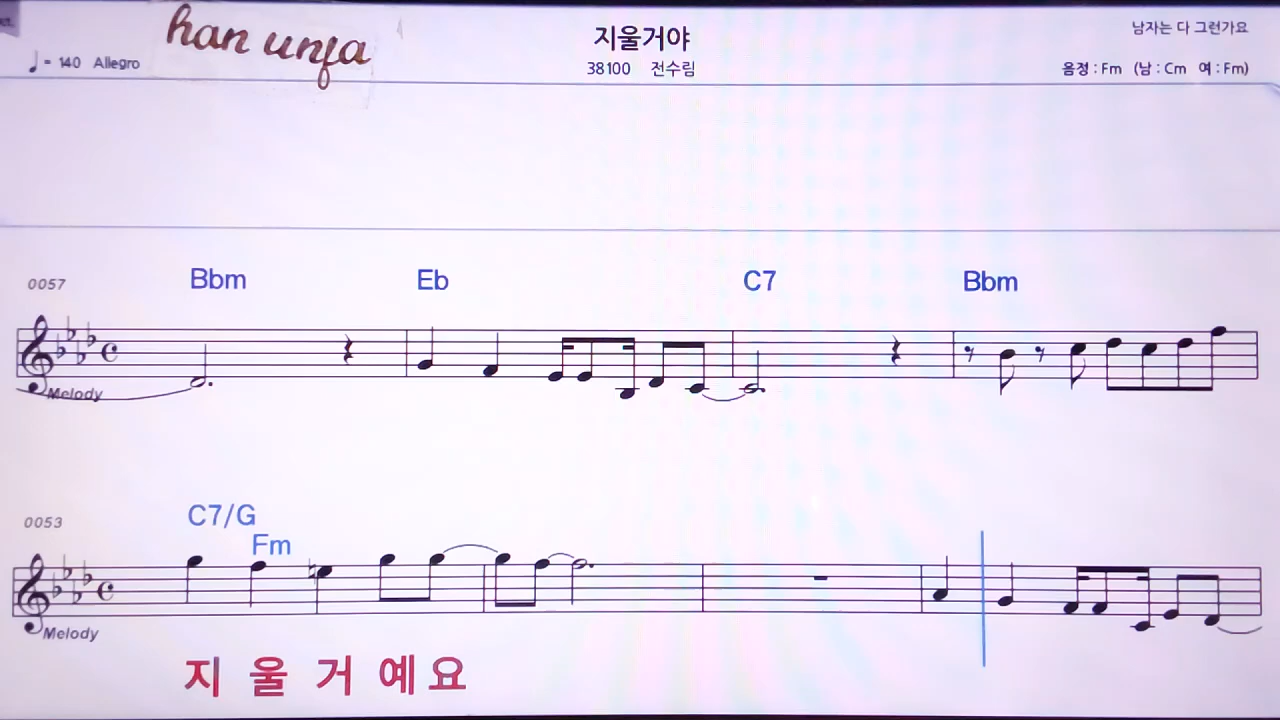 han unfa
지울거야
남자는 다 그런가요
♩= 140 Allegro
38100 전수림
음정 : Fm (남 : Cm 여 : Fm)
0057
Bbm Eb C7 Bbm
Melody
0053
C7/G
Fm
Melody
지 울 거 예 요